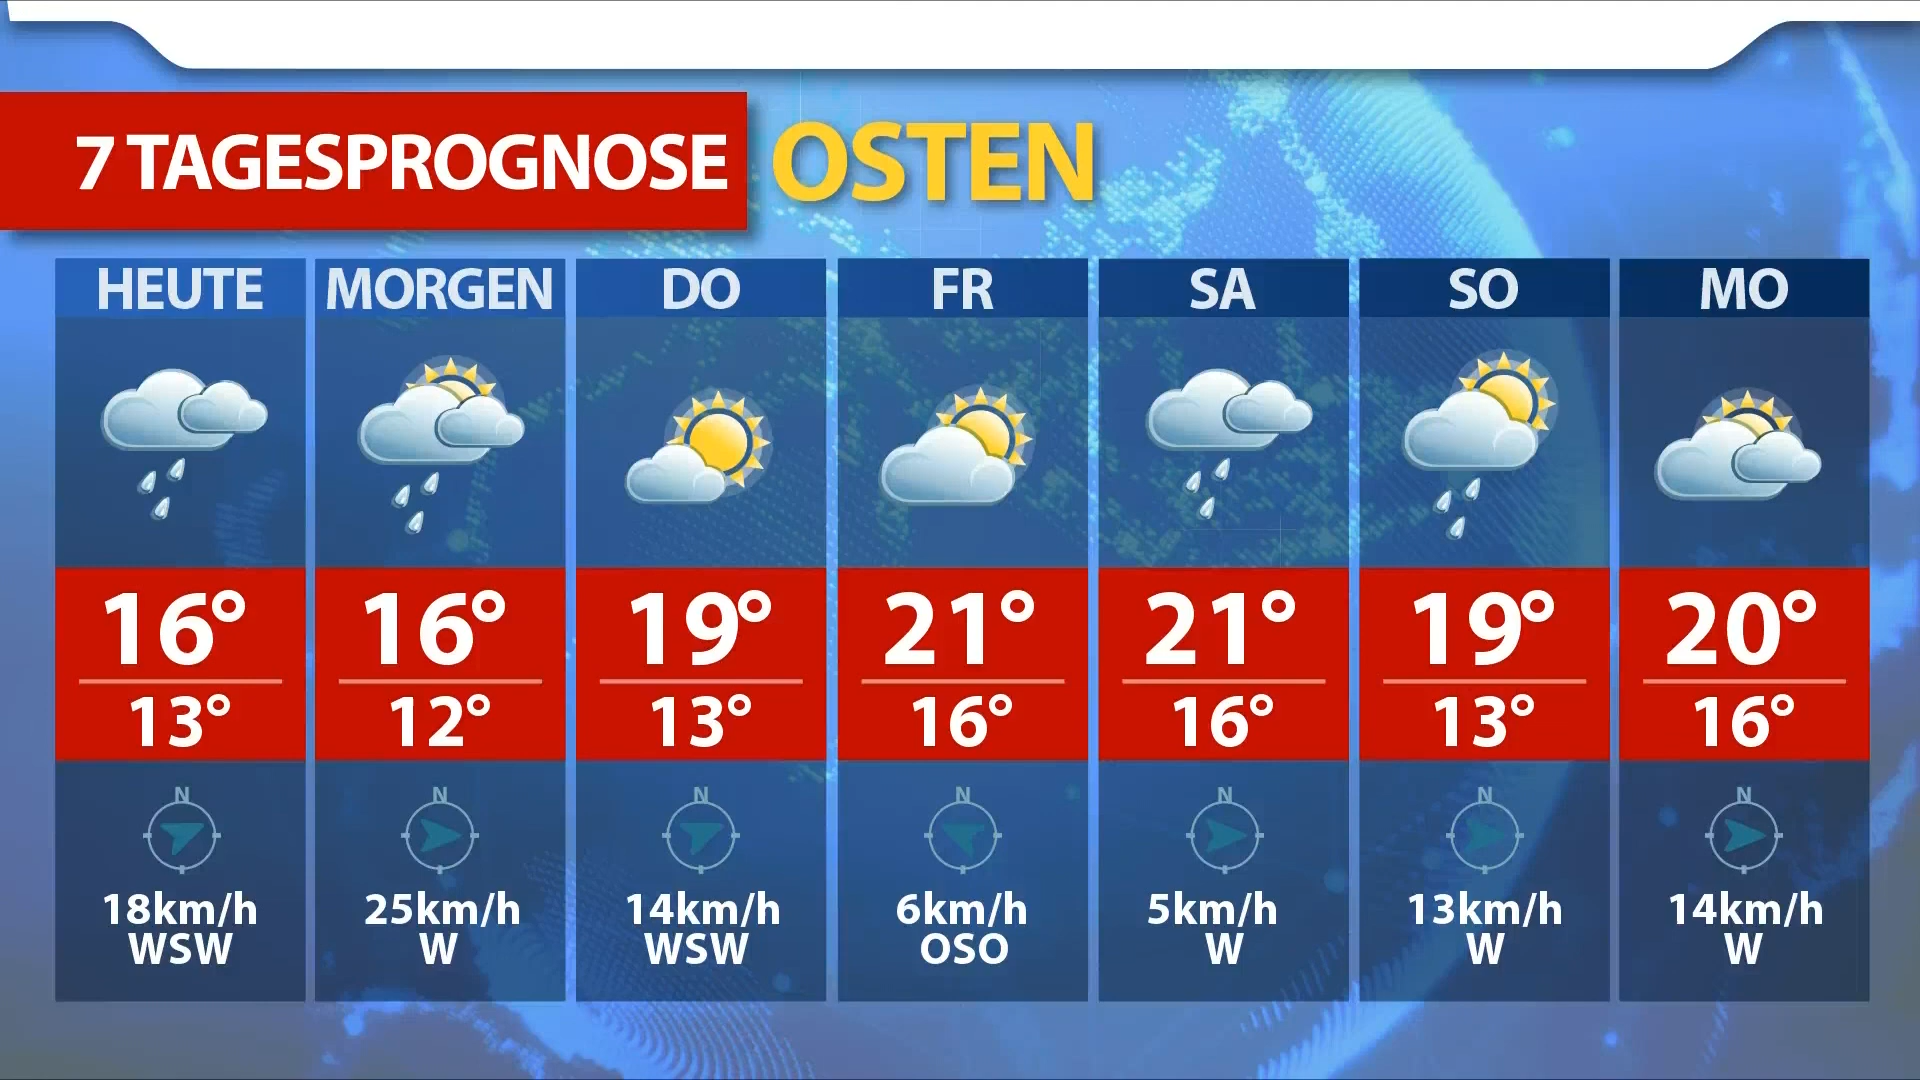 7 TAGESPROGNOSE OSTEN
HEUTE MORGEN DO FR SA SO MO
16° 16° 19° 21° 21° 19° 20°
13° 12° 13° 16° 16° 13° 16°
N N N N N N N
18km/h 25km/h 14km/h 6km/h 5km/h 13km/h 14km/h
WSW W WSW OSO W W W